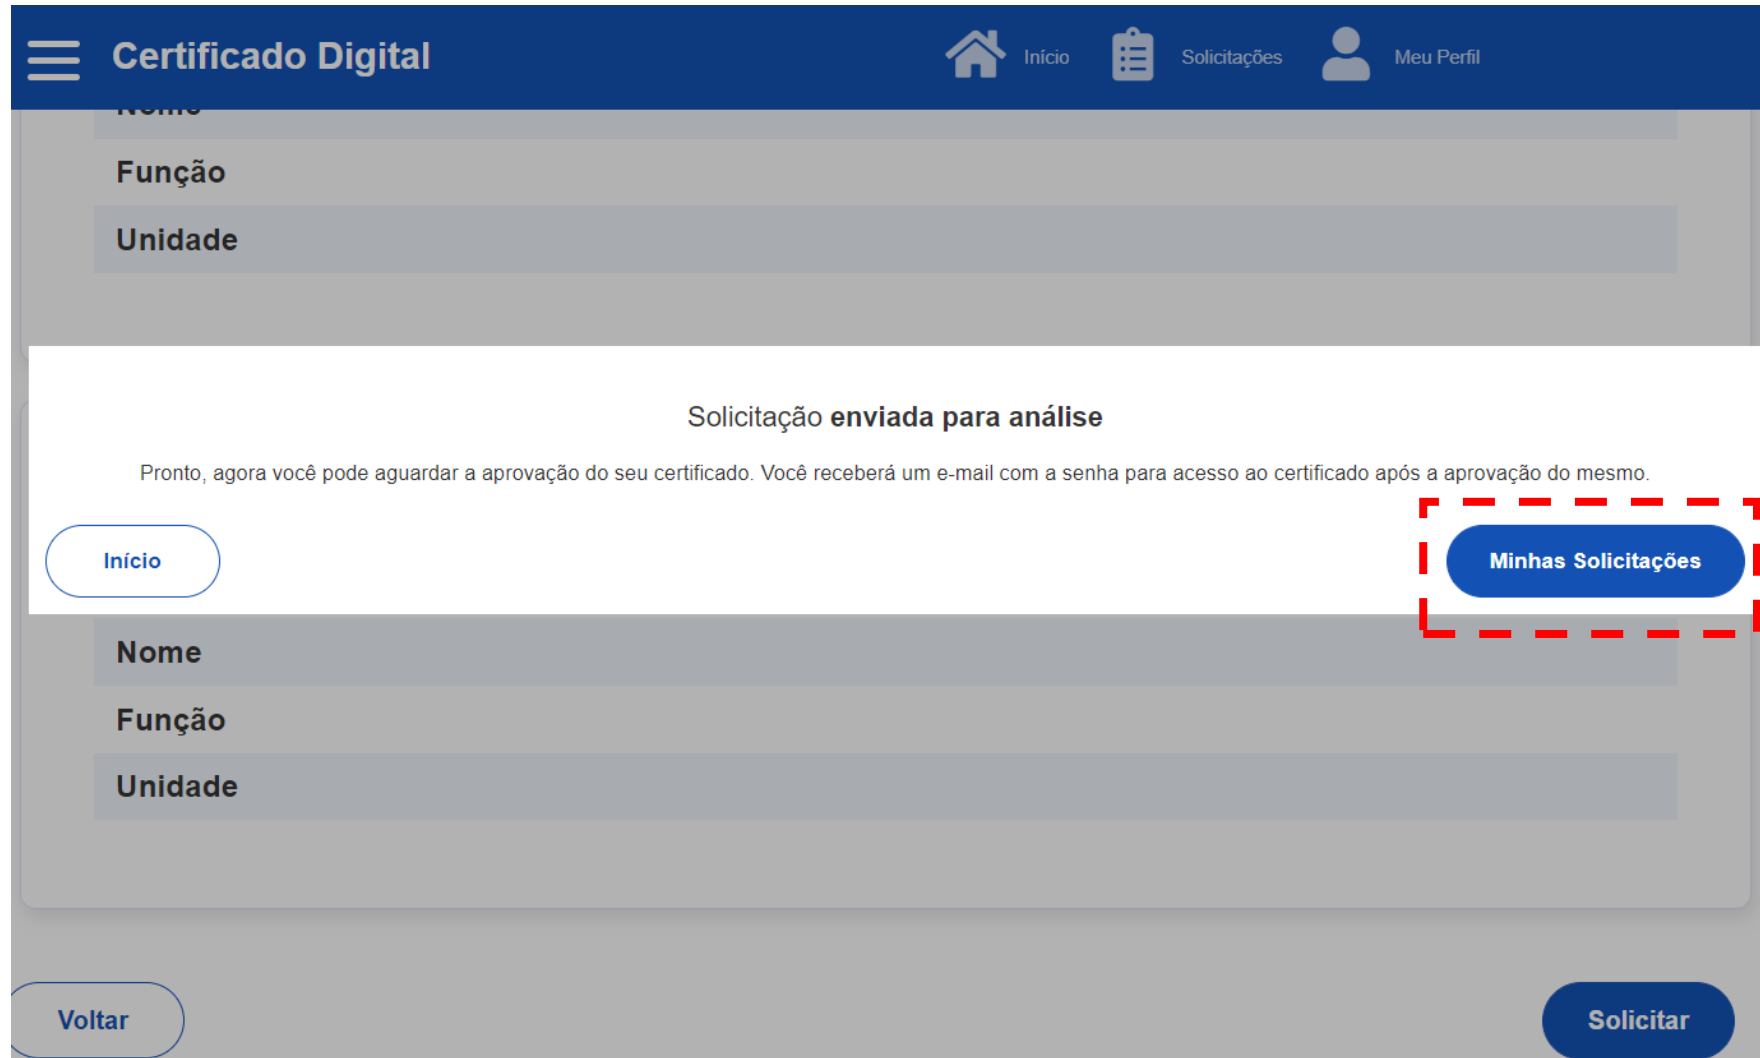 Certificado Digital
Início
Solicitações
Meu Perfil
Nome
Função
Unidade
Solicitação enviada para análise
Pronto, agora você pode aguardar a aprovação do seu certificado. Você receberá um e-mail com a senha para acesso ao certificado após a aprovação do mesmo.
Início
Minhas Solicitações
Nome
Função
Unidade
Voltar
Solicitar